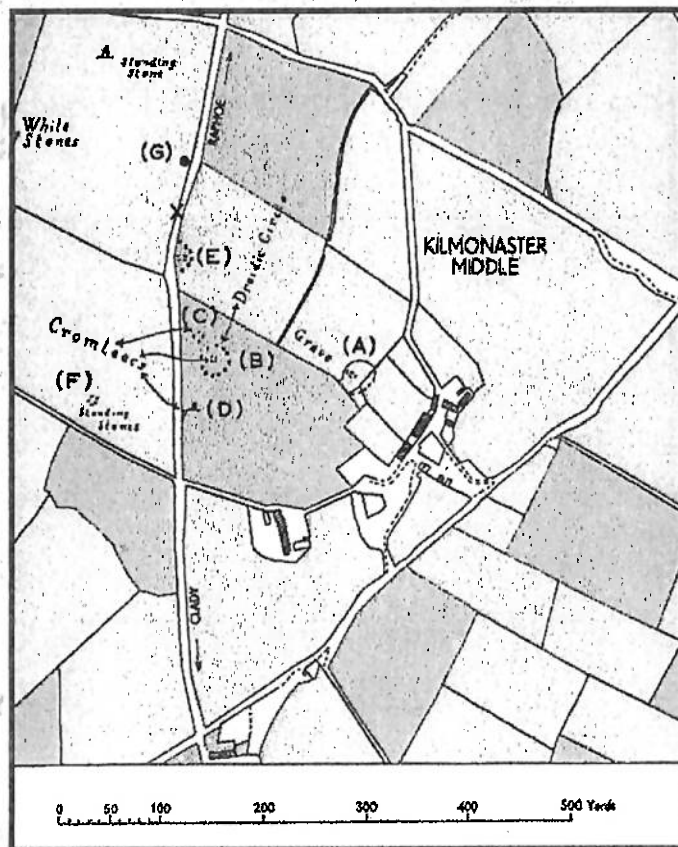 A
Standing
Stone
RAPHOE
White
Stones
(G)
KILMONASTER
MIDDLE
(E)
Druidic Circles
(C)
Cromleacs
Grave
(A)
(B)
(F)
(D)
Standing
Stones
CLADY
0 50 100 200 300 400 500 Yards